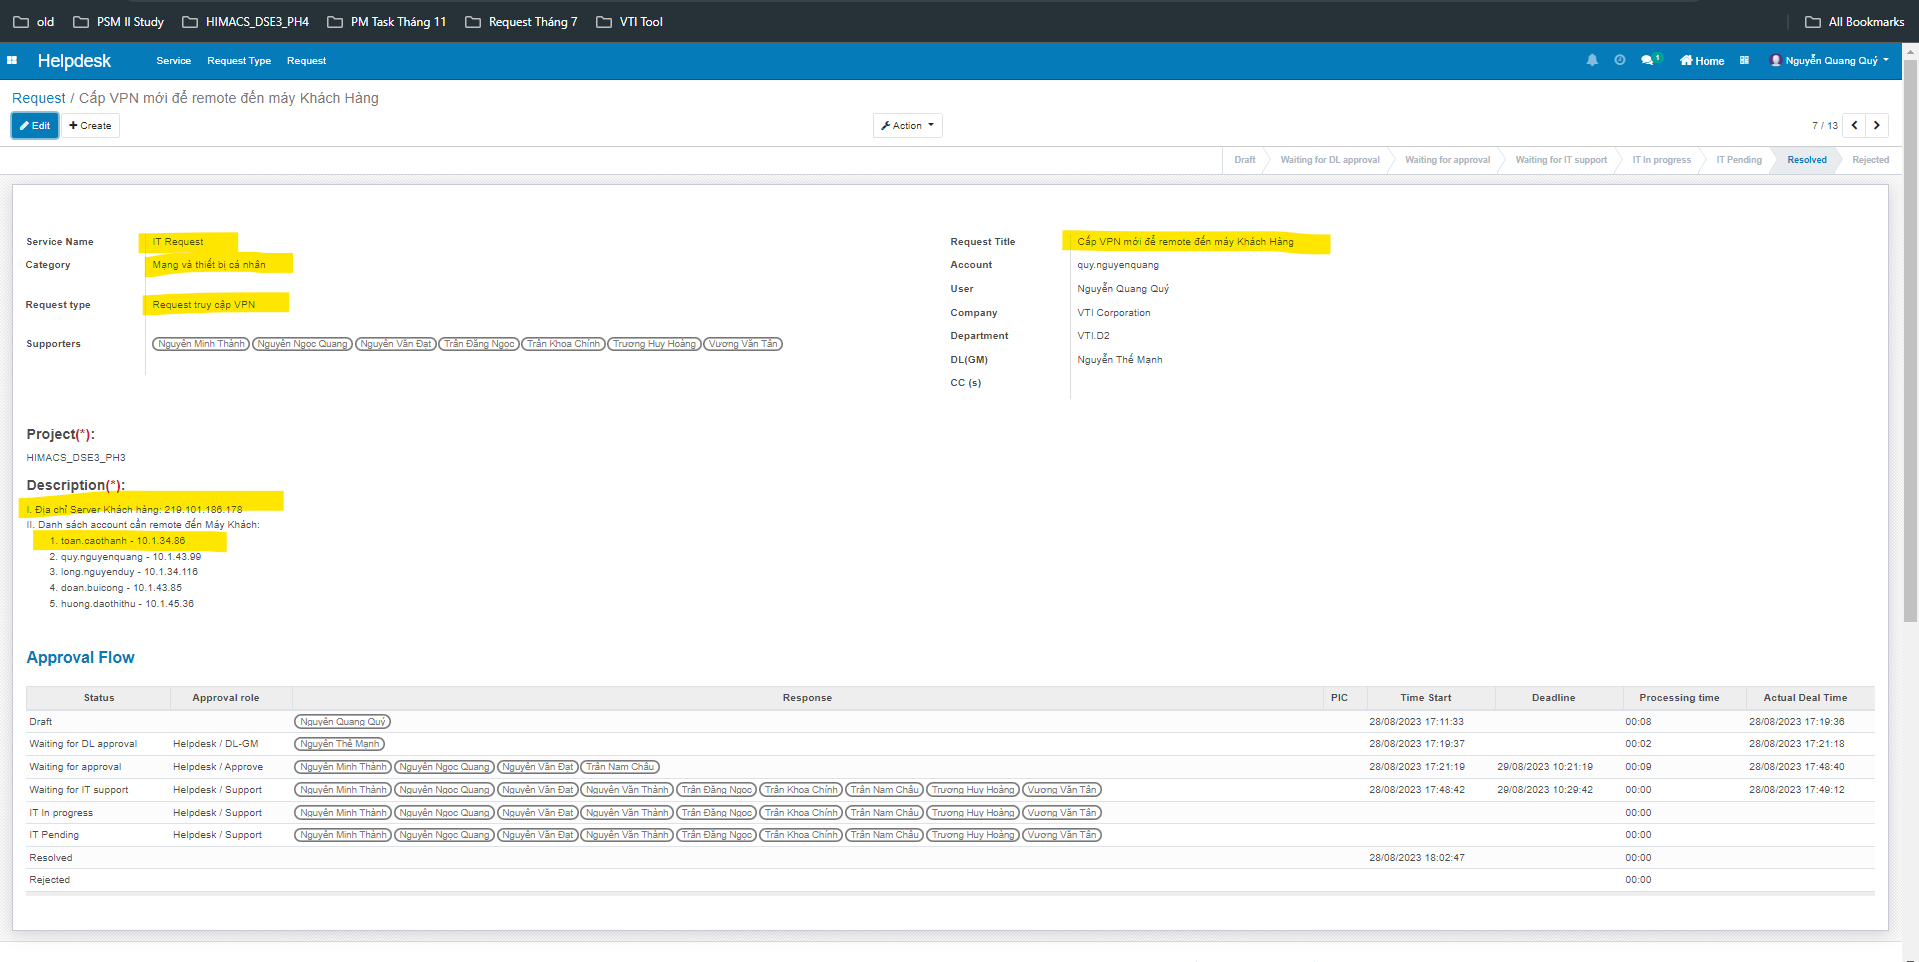 old PSM II Study HIMACS_DSE3_PH4 PM Task Tháng 11 Request Tháng 7 VTI Tool All Bookmarks
Helpdesk Service Request Type Request 1 Home Nguyễn Quang Quý
Request / Cấp VPN mới để remote đến máy Khách Hàng
Edit + Create Action 7 / 13
Draft Waiting for DL approval Waiting for approval Waiting for IT support IT In progress IT Pending Resolved Rejected
Service Name IT Request Request Title Cấp VPN mới để remote đến máy Khách Hàng
Category Mạng và thiết bị cá nhân Account quy.nguyenquang
User Nguyễn Quang Quý
Request type Request truy cập VPN Company VTI Corporation
Department VTI.D2
Supporters Nguyễn Minh Thành Nguyễn Ngọc Quang Nguyễn Văn Đạt Trần Đăng Ngọc Trần Khoa Chính Trương Huy Hoàng Vương Văn Tấn
DL(GM) Nguyễn Thế Mạnh
CC (s)
Project(*):
HIMACS_DSE3_PH3
Description(*):
I. Địa chỉ Server Khách hàng: 219.101.186.178
II. Danh sách account cần remote đến Máy Khách:
1. toan.caothanh - 10.1.34.86
2. quy.nguyenquang - 10.1.43.99
3. long.nguyenduy - 10.1.34.116
4. doan.buicong - 10.1.43.85
5. huong.daothithu - 10.1.45.36
Approval Flow
Status Approval role Response PIC Time Start Deadline Processing time Actual Deal Time
Draft Nguyễn Quang Quý 28/08/2023 17:11:33 00:08 28/08/2023 17:19:36
Waiting for DL approval Helpdesk / DL-GM Nguyễn Thế Mạnh 28/08/2023 17:19:37 00:02 28/08/2023 17:21:18
Waiting for approval Helpdesk / Approve Nguyễn Minh Thành Nguyễn Ngọc Quang Nguyễn Văn Đạt Trần Nam Châu 28/08/2023 17:21:19 29/08/2023 10:21:19 00:09 28/08/2023 17:48:40
Waiting for IT support Helpdesk / Support Nguyễn Minh Thành Nguyễn Ngọc Quang Nguyễn Văn Đạt Nguyễn Văn Thành Trần Đăng Ngọc Trần Khoa Chính Trần Nam Châu Trương Huy Hoàng Vương Văn Tấn 28/08/2023 17:48:42 29/08/2023 10:29:42 00:00 28/08/2023 17:49:12
IT In progress Helpdesk / Support Nguyễn Minh Thành Nguyễn Ngọc Quang Nguyễn Văn Đạt Nguyễn Văn Thành Trần Đăng Ngọc Trần Khoa Chính Trần Nam Châu Trương Huy Hoàng Vương Văn Tấn 00:00
IT Pending Helpdesk / Support Nguyễn Minh Thành Nguyễn Ngọc Quang Nguyễn Văn Đạt Nguyễn Văn Thành Trần Đăng Ngọc Trần Khoa Chính Trần Nam Châu Trương Huy Hoàng Vương Văn Tấn 00:00
Resolved 28/08/2023 18:02:47 00:00
Rejected 00:00